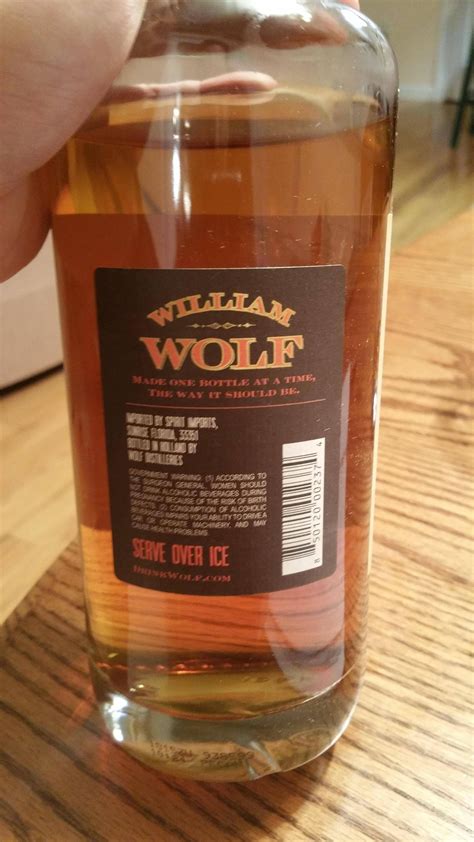 WILLIAM
WOLF
MADE ONE BOTTLE AT A TIME,
THE WAY IT SHOULD BE.
IMPORTED BY SPIRIT IMPORTS,
SUNRISE FLORIDA, 33351
BOTTLED IN HOLLAND BY
WOLF DISTILLERIES
GOVERNMENT WARNING: (1) ACCORDING TO
THE SURGEON GENERAL, WOMEN SHOULD
NOT DRINK ALCOHOLIC BEVERAGES DURING
PREGNANCY BECAUSE OF THE RISK OF BIRTH
DEFECTS. (2) CONSUMPTION OF ALCOHOLIC
BEVERAGES IMPAIRS YOUR ABILITY TO DRIVE A
CAR, OR OPERATE MACHINERY, AND MAY
CAUSE HEALTH PROBLEMS.
SERVE OVER ICE
DRINKWOLF.COM
8 50120 00237 4